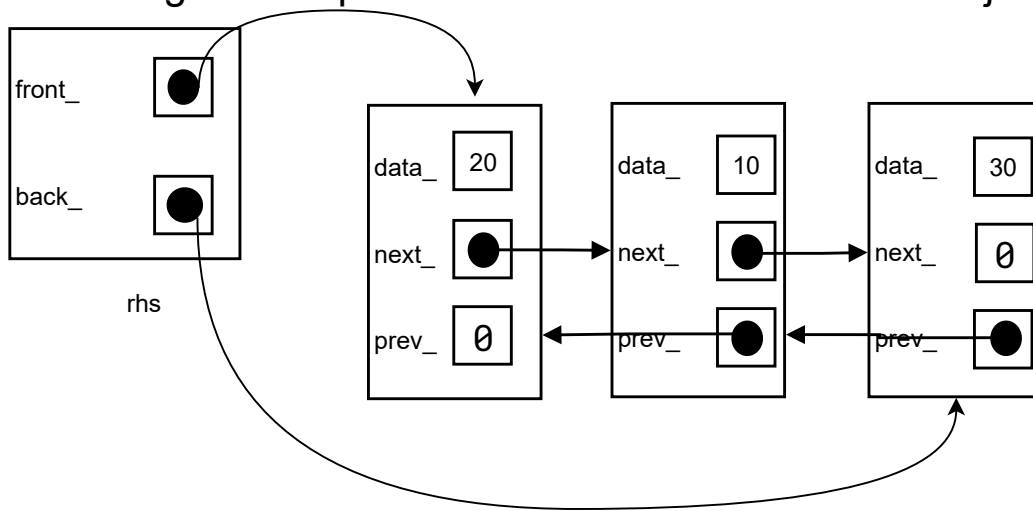 front_
back_
rhs
data_ 20
next_
prev_ 0
data_ 10
next_
prev_
data_ 30
next_ 0
prev_